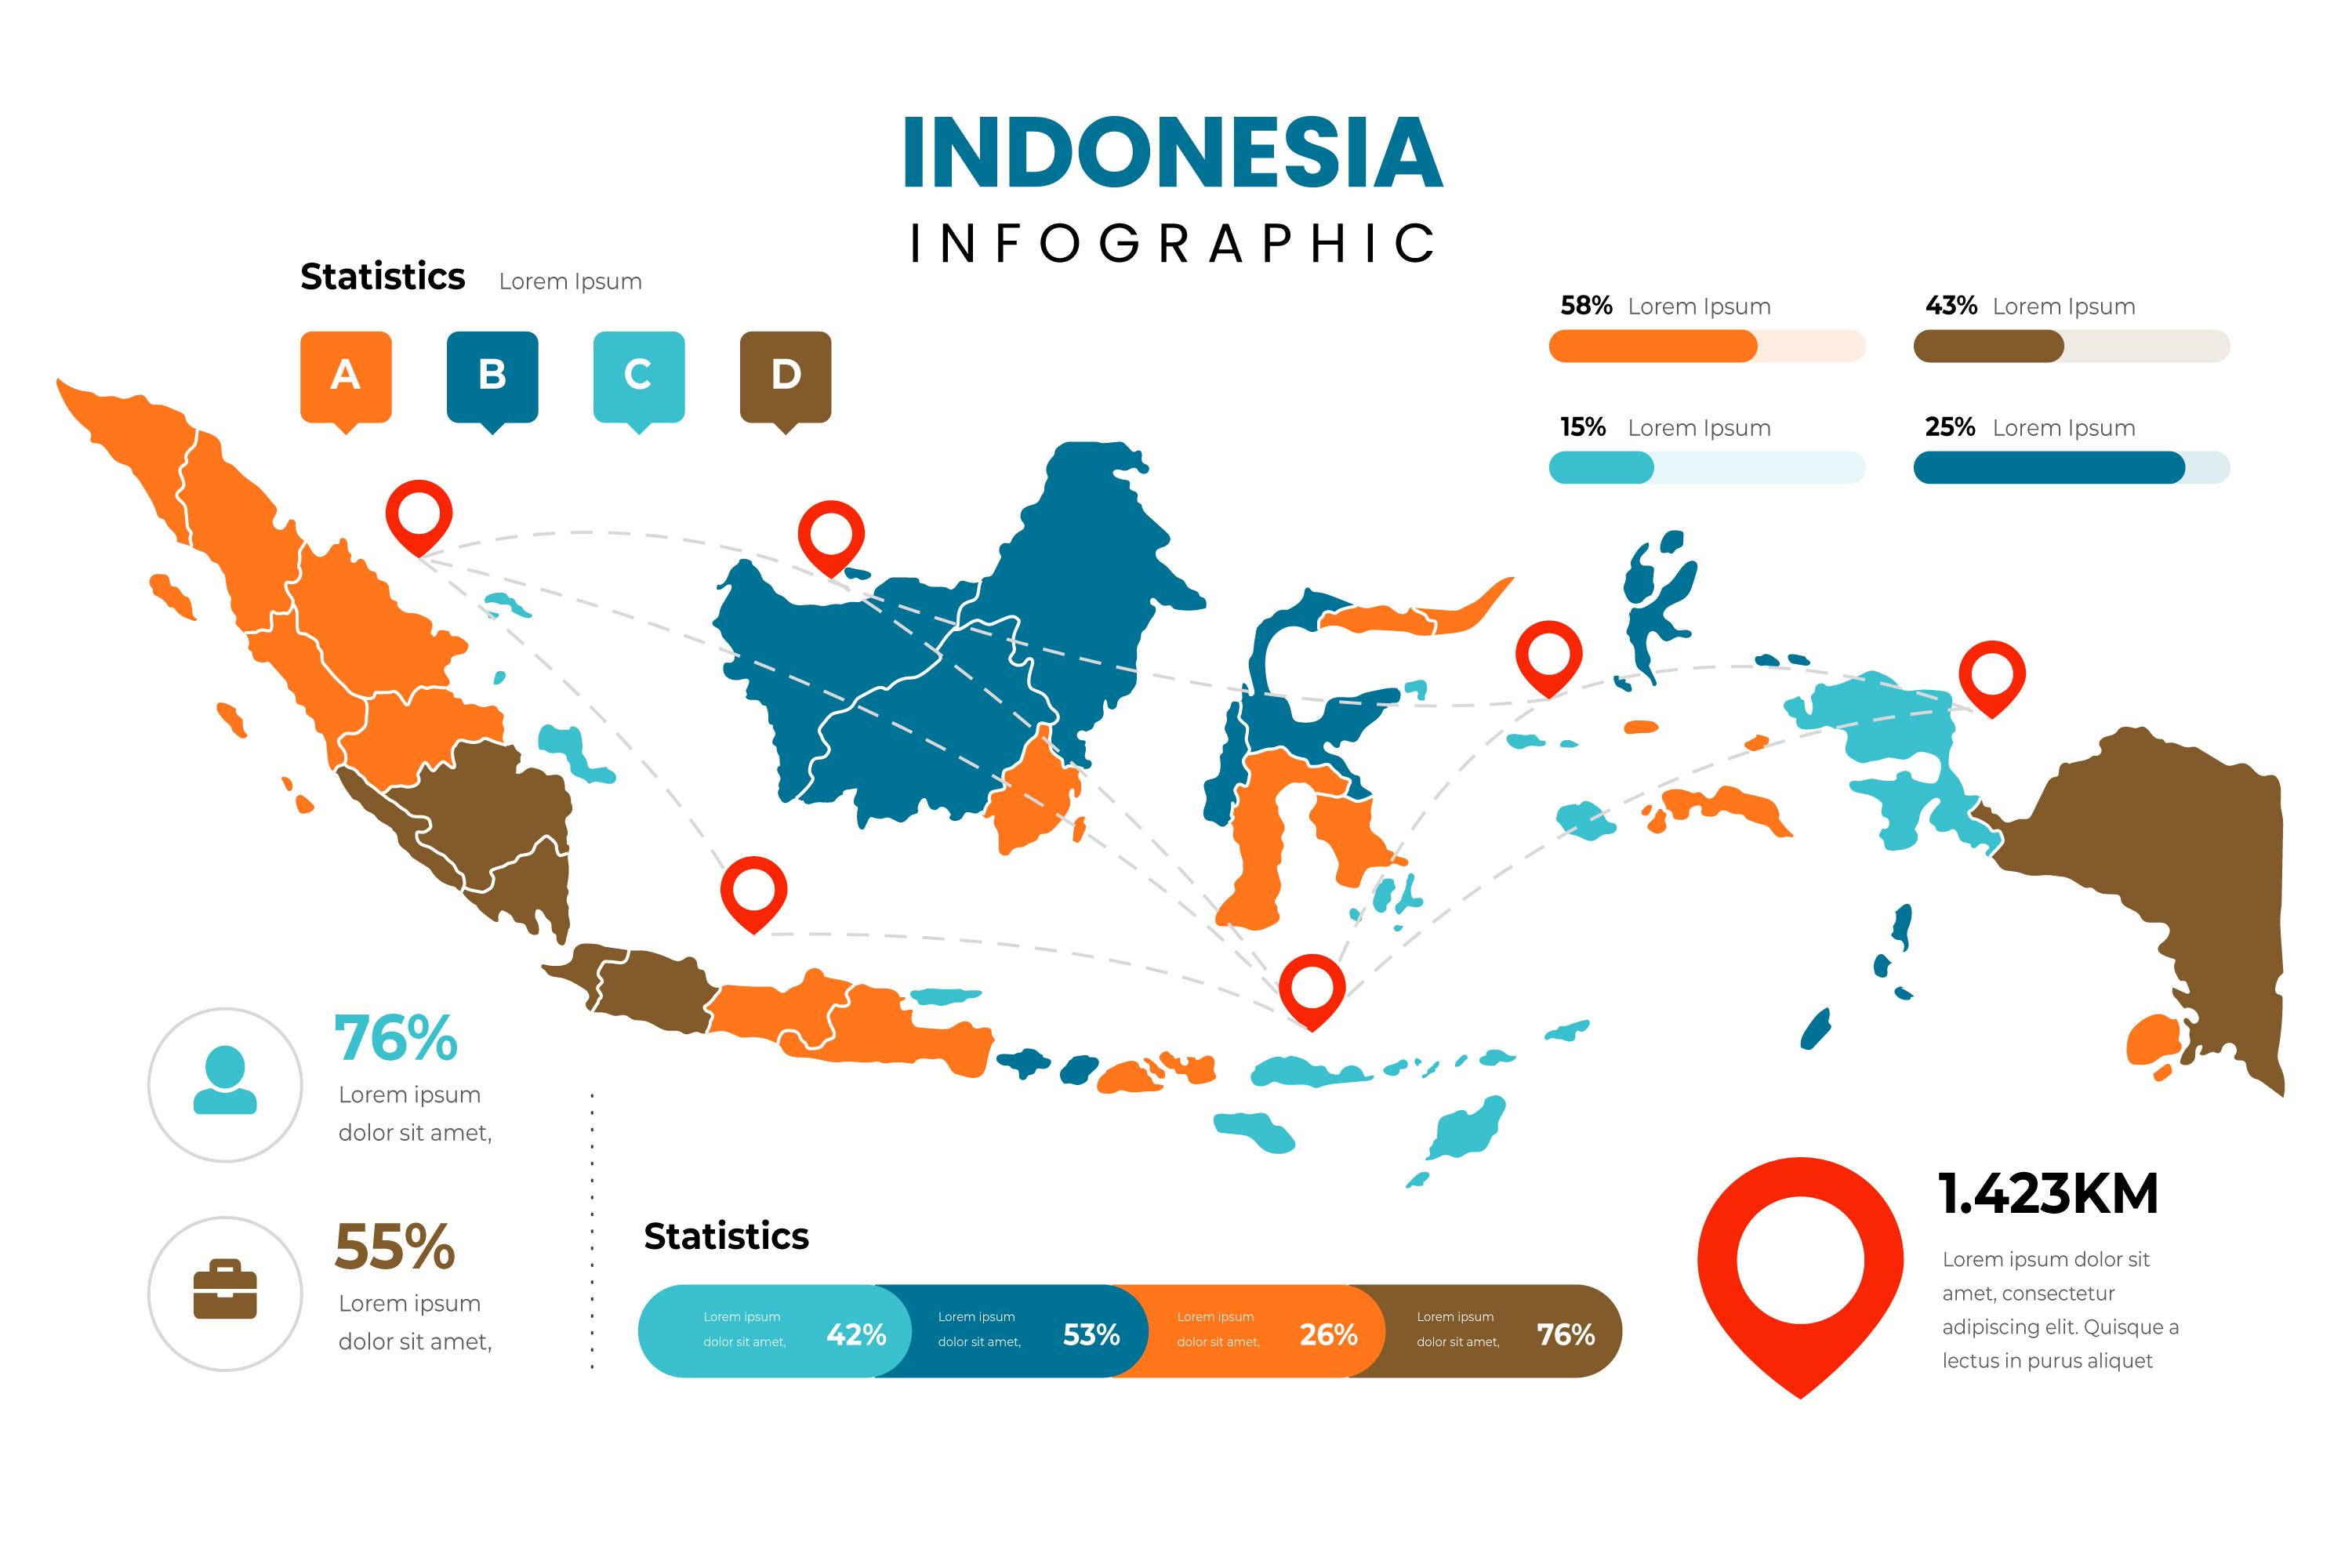 INDONESIA
INFOGRAPHIC
Statistics Lorem Ipsum
A B C D
58% Lorem Ipsum
43% Lorem Ipsum
15% Lorem Ipsum
25% Lorem Ipsum
76%
Lorem ipsum
dolor sit amet,
55%
Lorem ipsum
dolor sit amet,
Statistics
Lorem ipsum
dolor sit amet,
42%
Lorem ipsum
dolor sit amet,
53%
Lorem ipsum
dolor sit amet,
26%
Lorem ipsum
dolor sit amet,
76%
1.423KM
Lorem ipsum dolor sit
amet, consectetur
adipiscing elit. Quisque a
lectus in purus aliquet